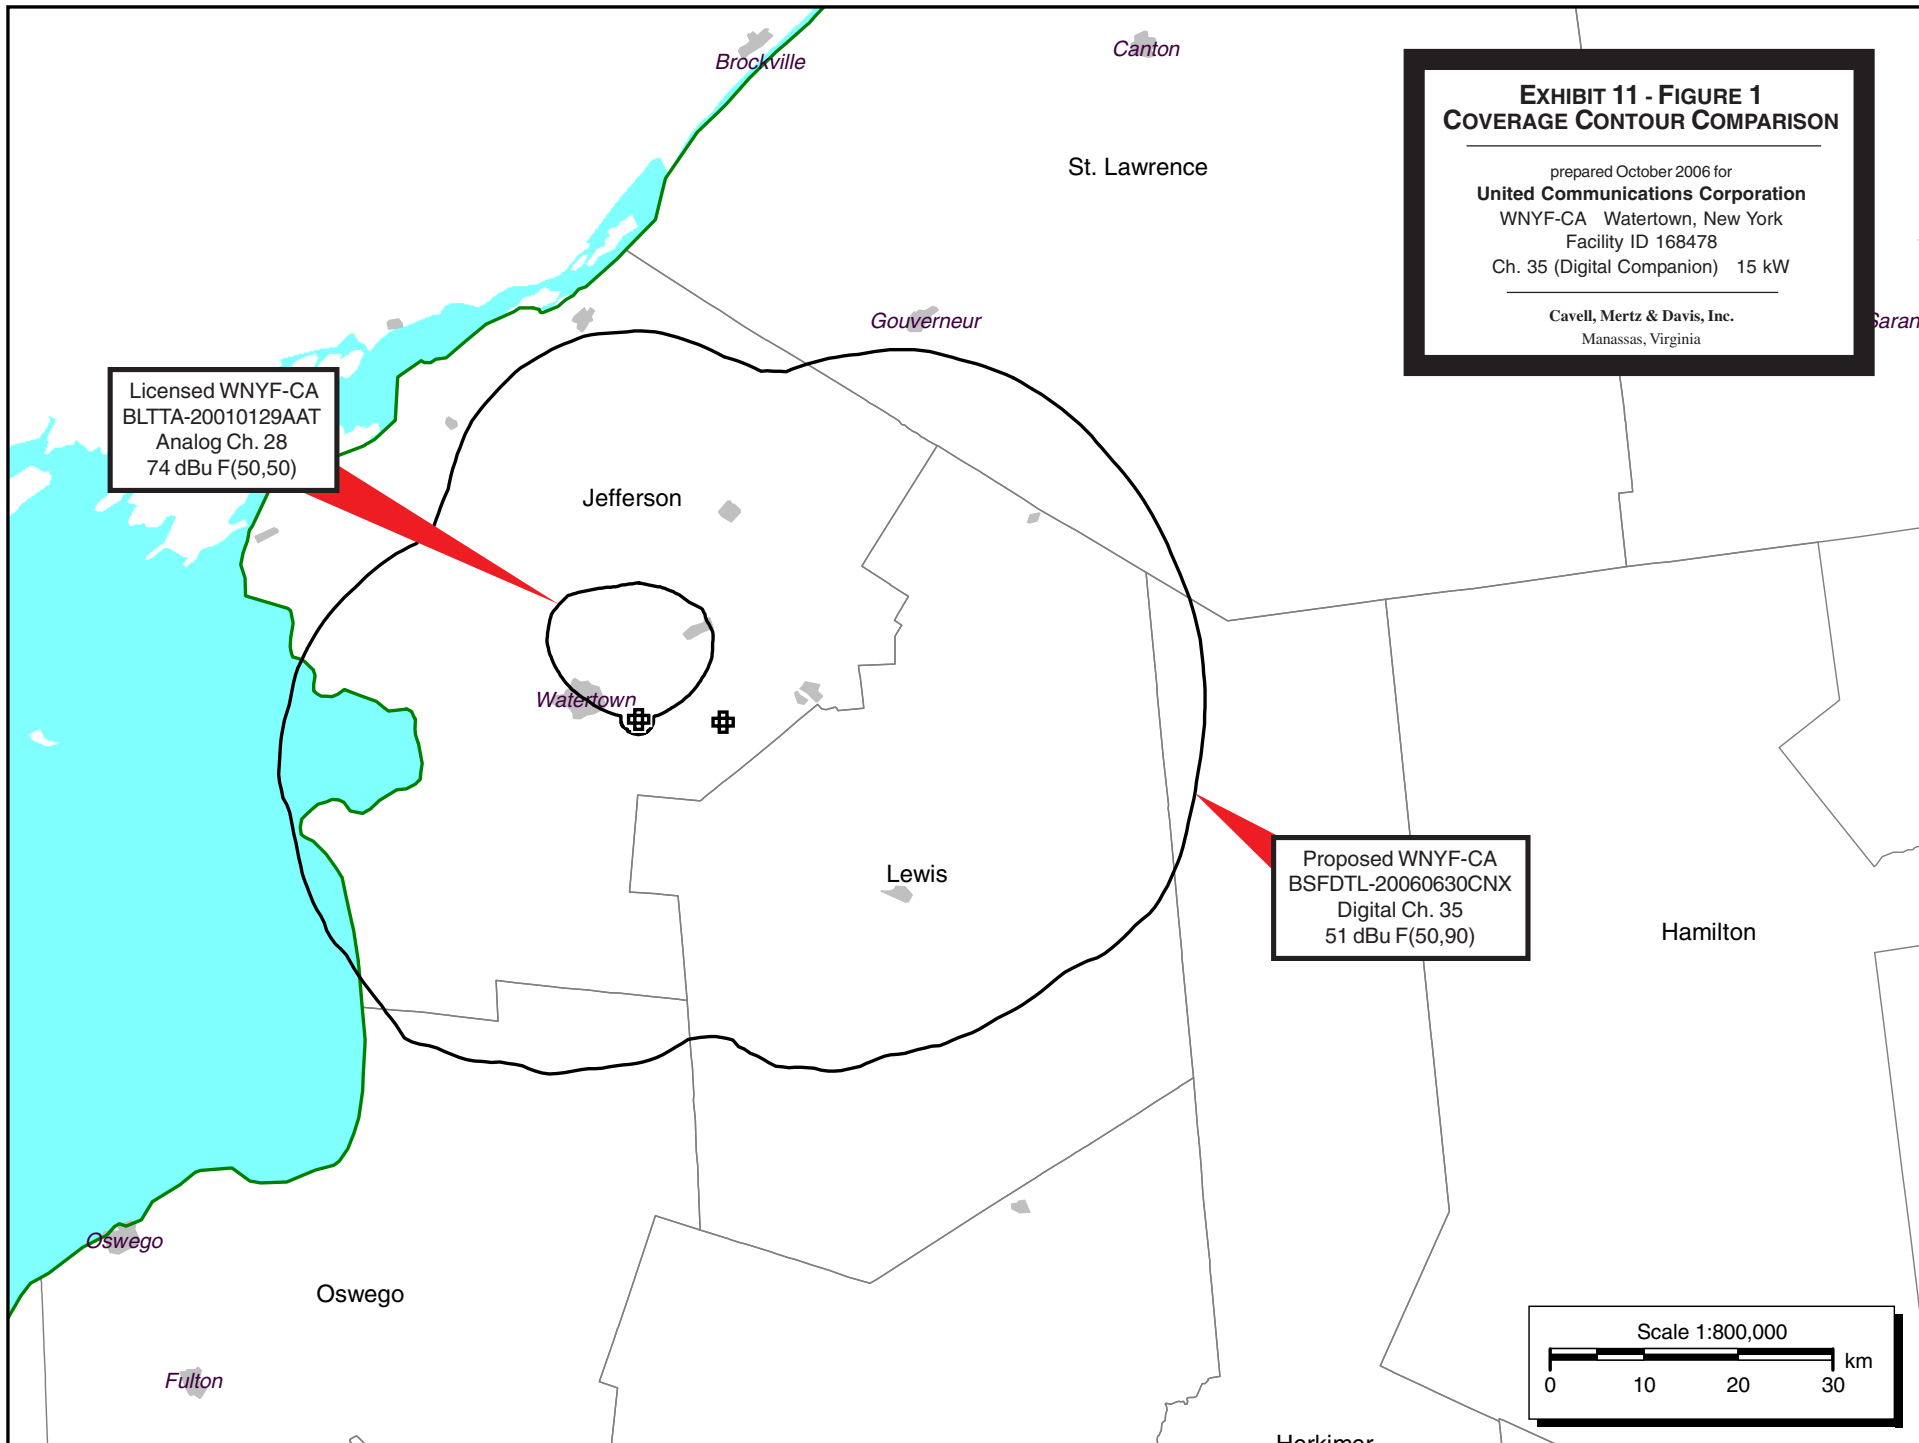 Brockville
Canton
EXHIBIT 11 - FIGURE 1
COVERAGE CONTOUR COMPARISON
prepared October 2006 for
United Communications Corporation
WNYF-CA Watertown, New York
Facility ID 168478
Ch. 35 (Digital Companion) 15 kW
Cavell, Mertz & Davis, Inc.
Manassas, Virginia
St. Lawrence
Gouverneur
Saran
Licensed WNYF-CA
BLTTA-20010129AAT
Analog Ch. 28
74 dBu F(50,50)
Jefferson
Watertown
Lewis
Proposed WNYF-CA
BSFDTL-20060630CNX
Digital Ch. 35
51 dBu F(50,90)
Hamilton
Oswego
Oswego
Fulton
Scale 1:800,000
km
0 10 20 30
Herkimer